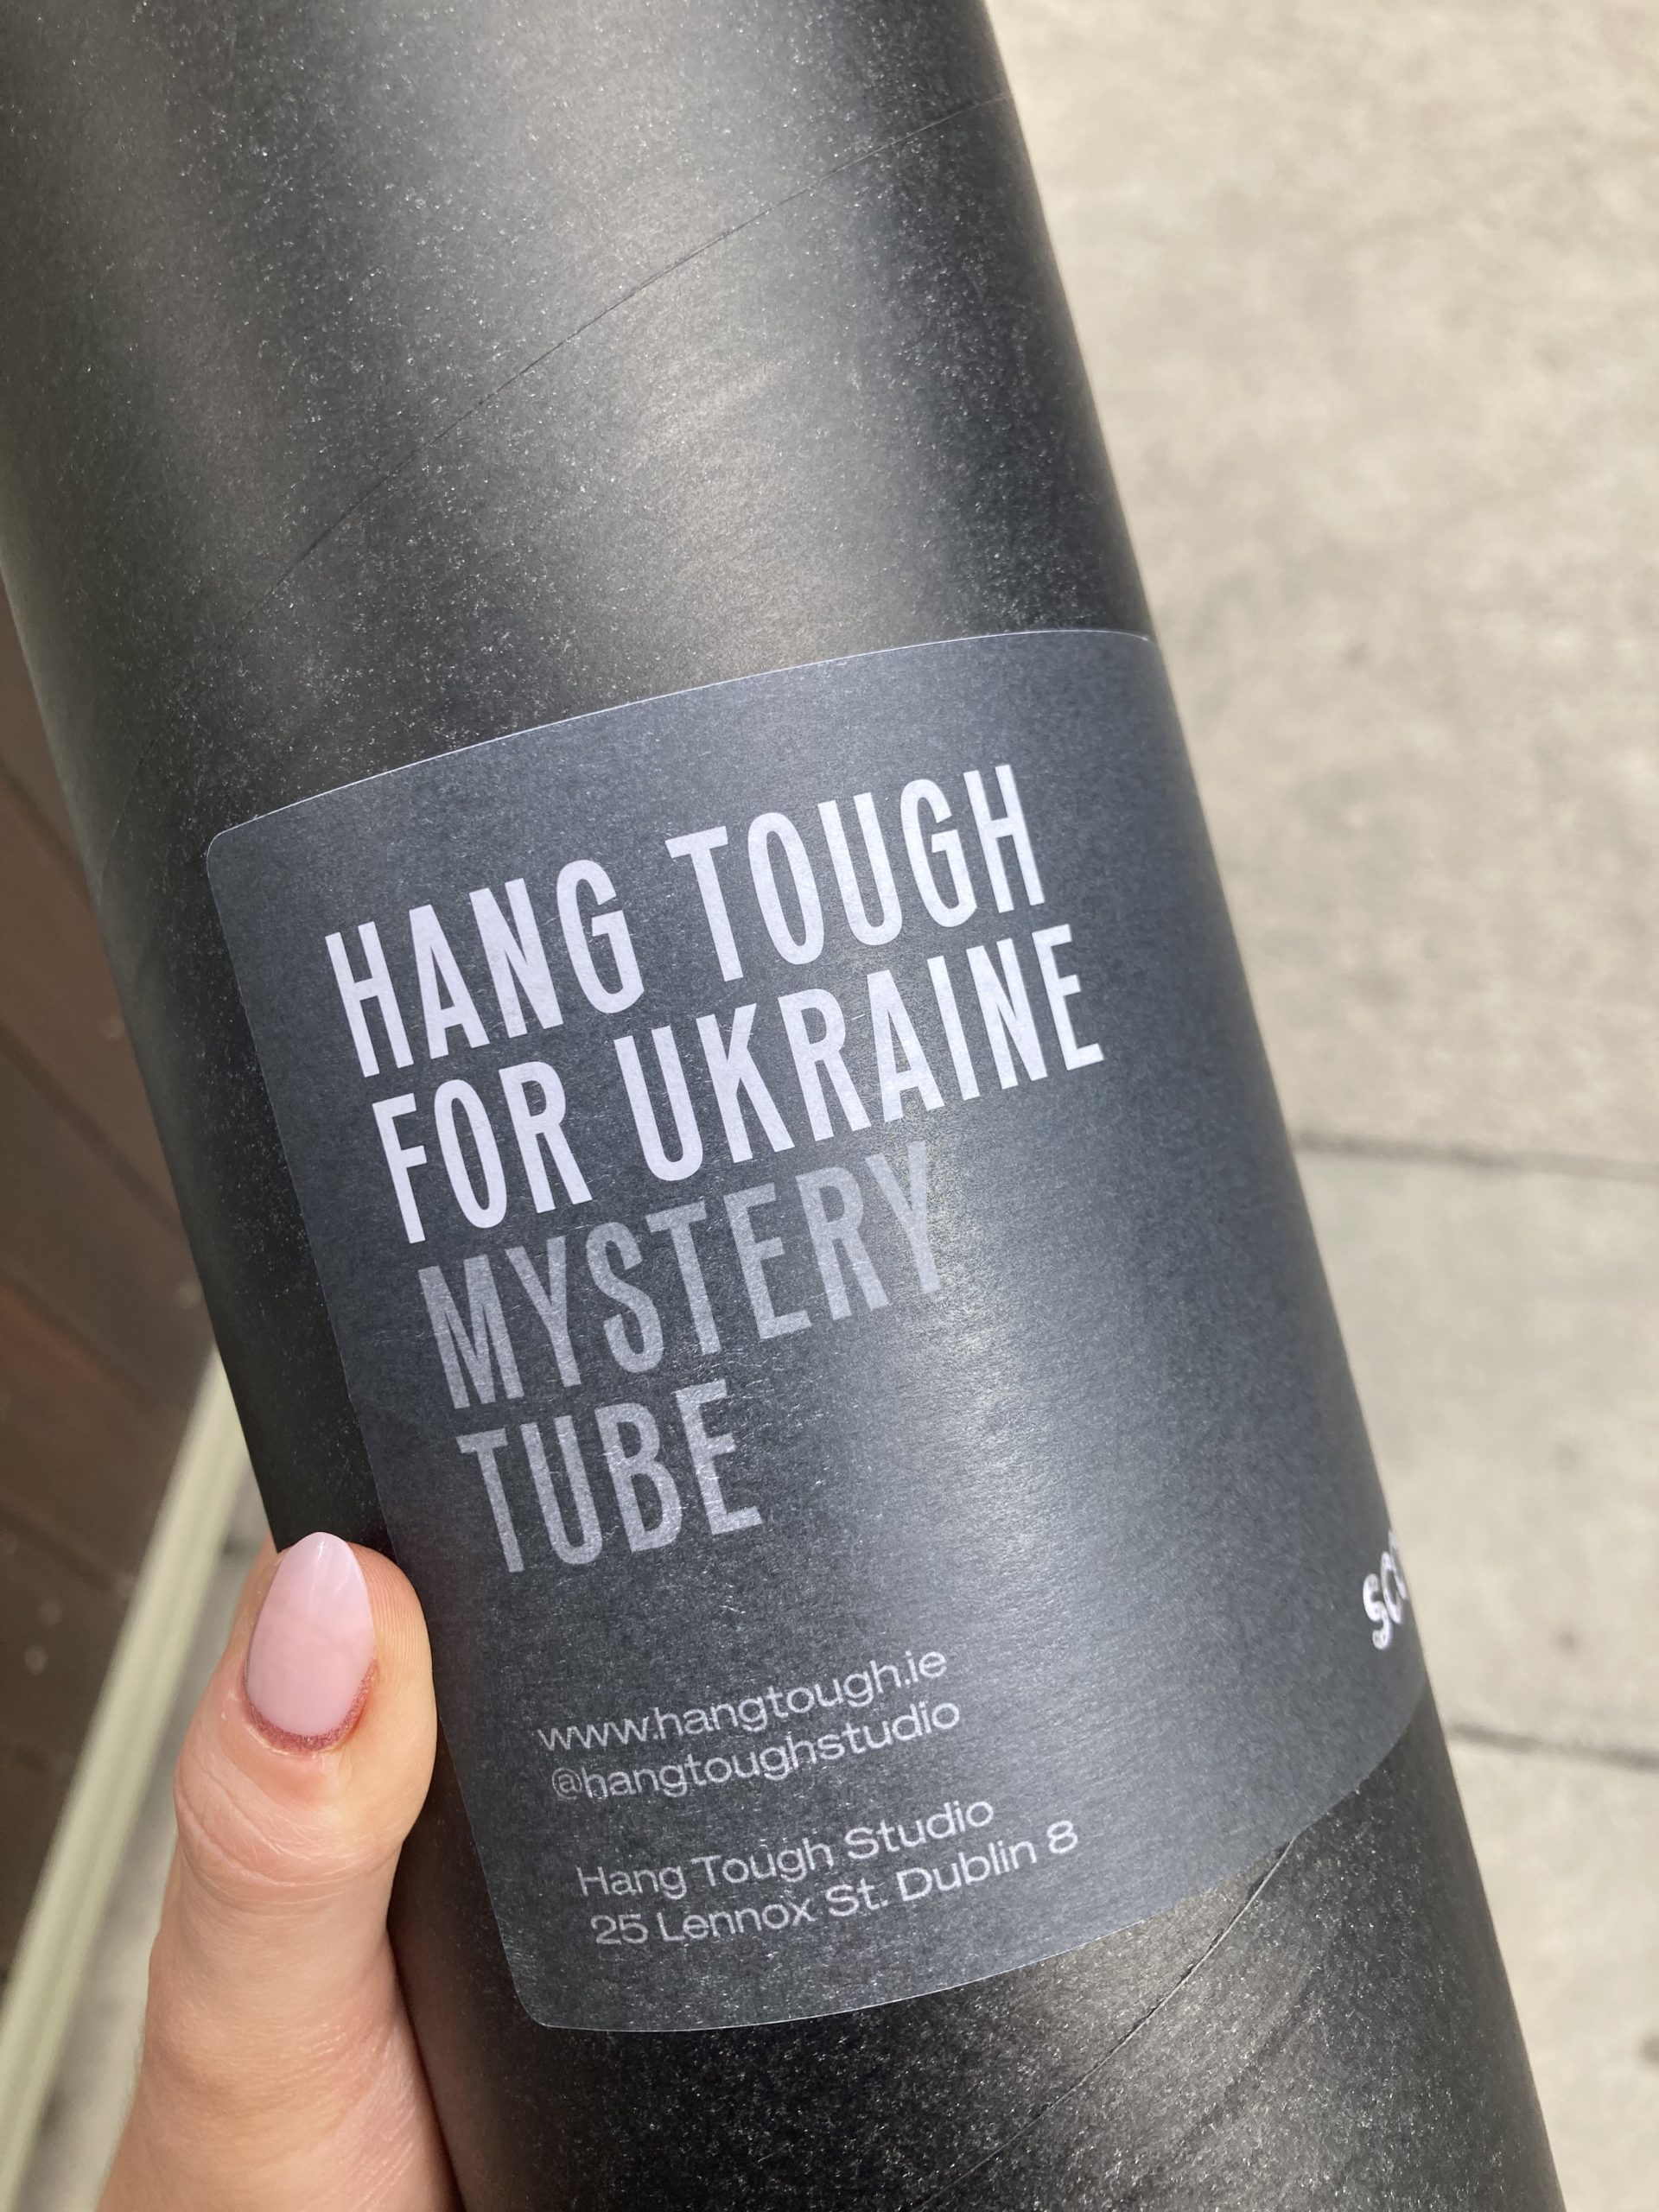 HANG TOUGH
FOR UKRAINE
MYSTERY
TUBE
www.hangtough.ie
@hangtoughstudio
Hang Tough Studio
25 Lennox St. Dublin 8